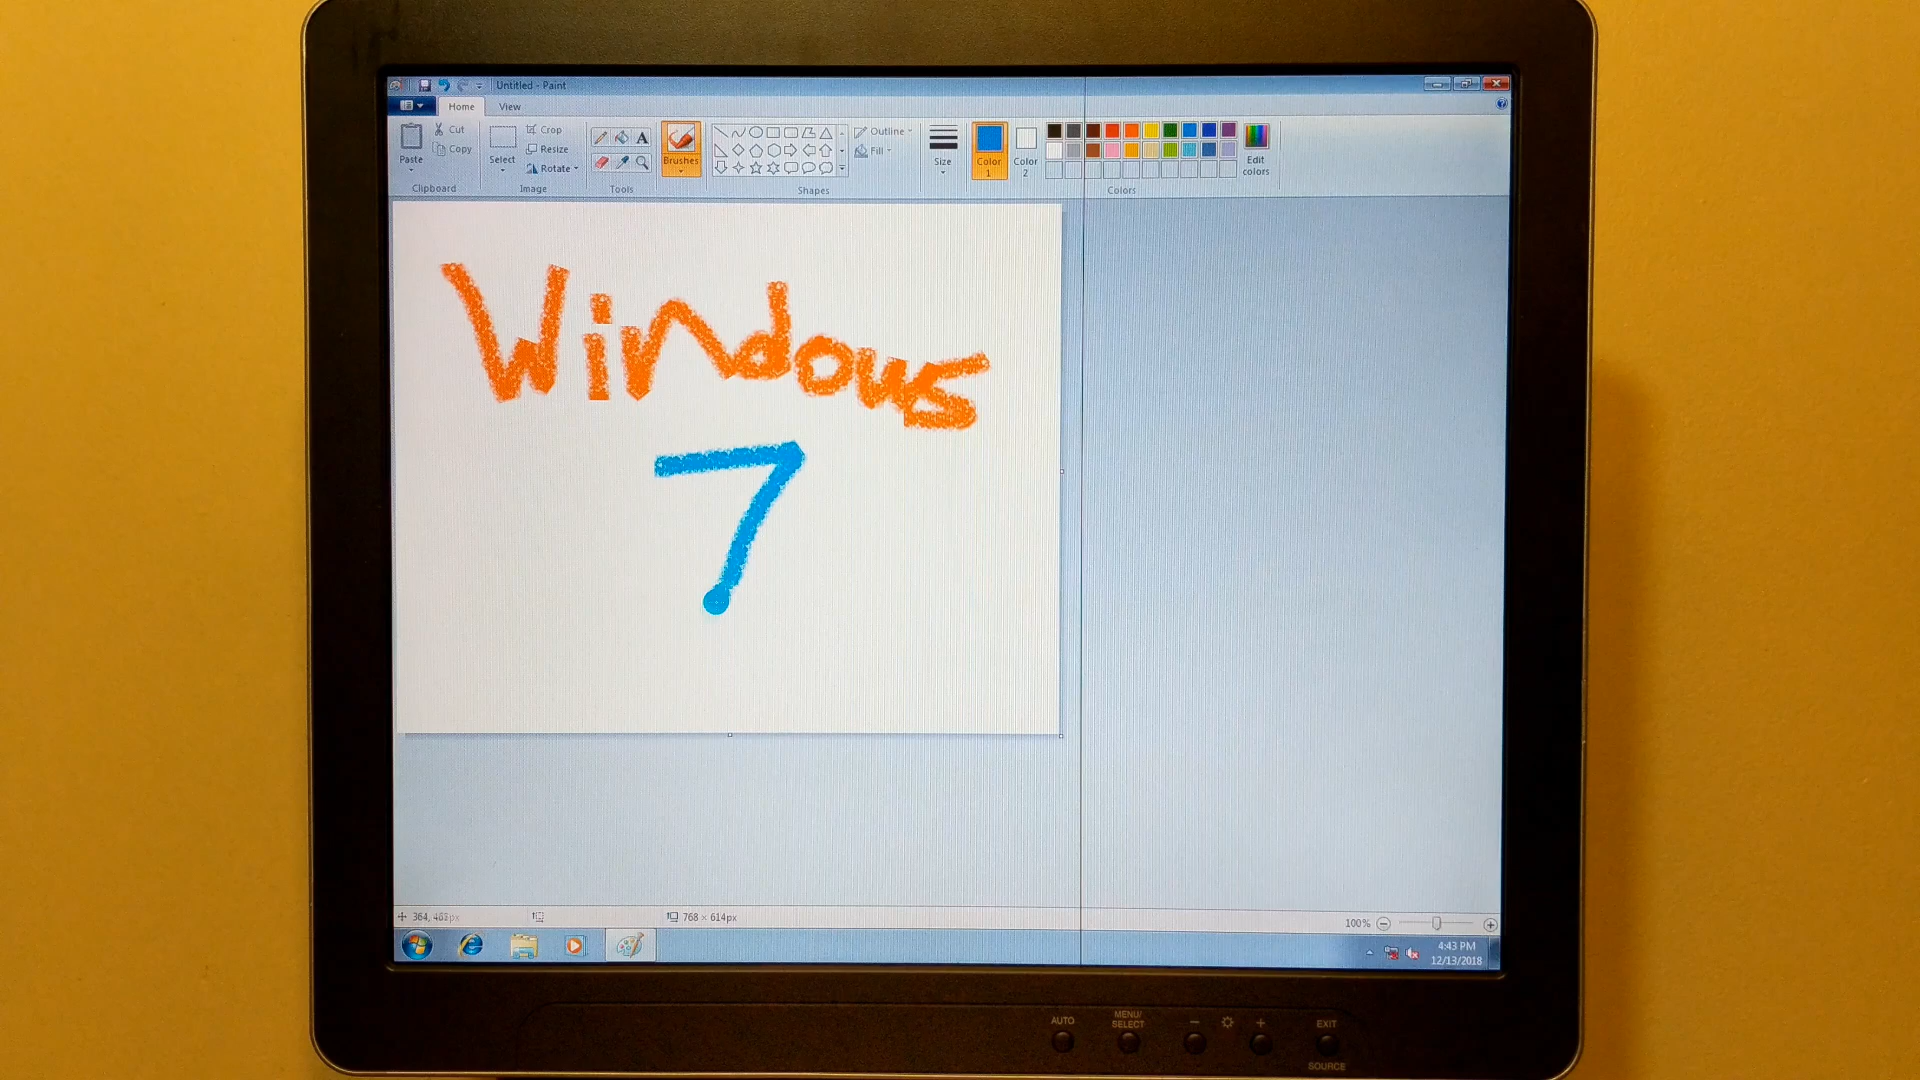 Untitled - Paint
Home View
Paste
Cut
Copy
Clipboard
Select
Crop
Resize
Rotate
Image
A
Tools
Brushes
Outline
Fill
Shapes
Size
Color 1
Color 2
Edit colors
Colors
Windows
7
768 × 614px
100%
4:43 PM
12/13/2018
AUTO
MENU/
SELECT
− +
EXIT
SOURCE